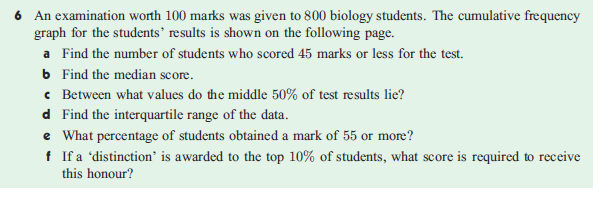 6 An examination worth 100 marks was given to 800 biology students. The cumulative frequency
graph for the students’ results is shown on the following page.
a Find the number of students who scored 45 marks or less for the test.
b Find the median score.
c Between what values do the middle 50% of test results lie?
d Find the interquartile range of the data.
e What percentage of students obtained a mark of 55 or more?
f If a ‘distinction’ is awarded to the top 10% of students, what score is required to receive
this honour?